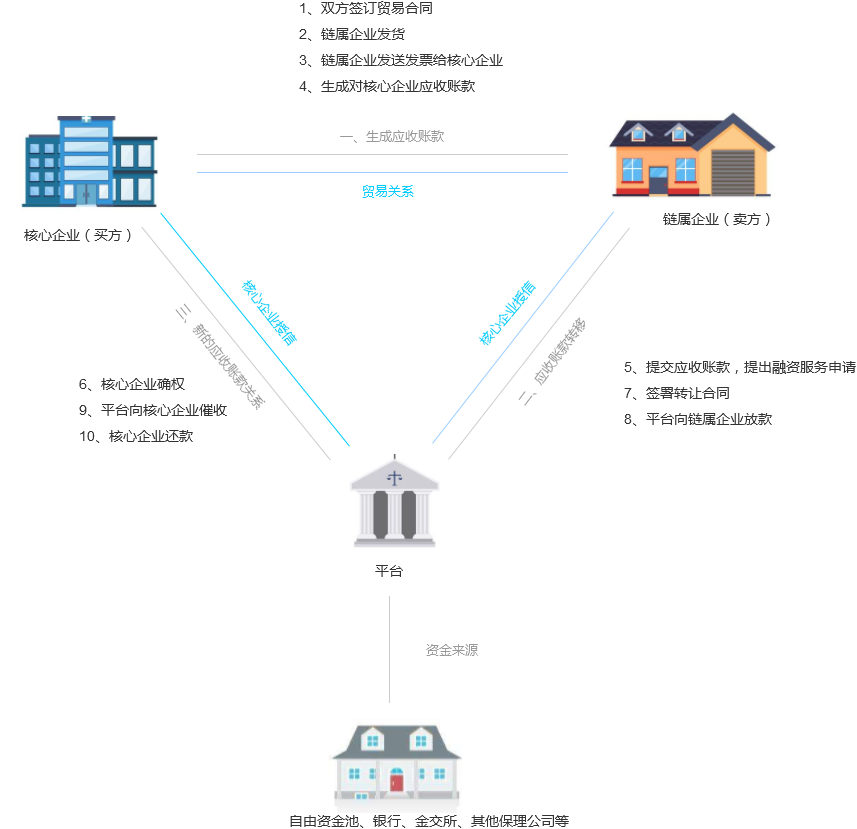 1、双方签订贸易合同
2、链属企业发货
3、链属企业发送发票给核心企业
4、生成对核心企业应收账款
一、生成应收账款
贸易关系
核心企业（买方）
链属企业（卖方）
核心企业授信
三、新的应收账款关系
核心企业授信
二、应收账款转移
6、核心企业确权
9、平台向核心企业催收
10、核心企业还款
5、提交应收账款，提出融资服务申请
7、签署转让合同
8、平台向链属企业放款
平台
资金来源
自由资金池、银行、金交所、其他保理公司等